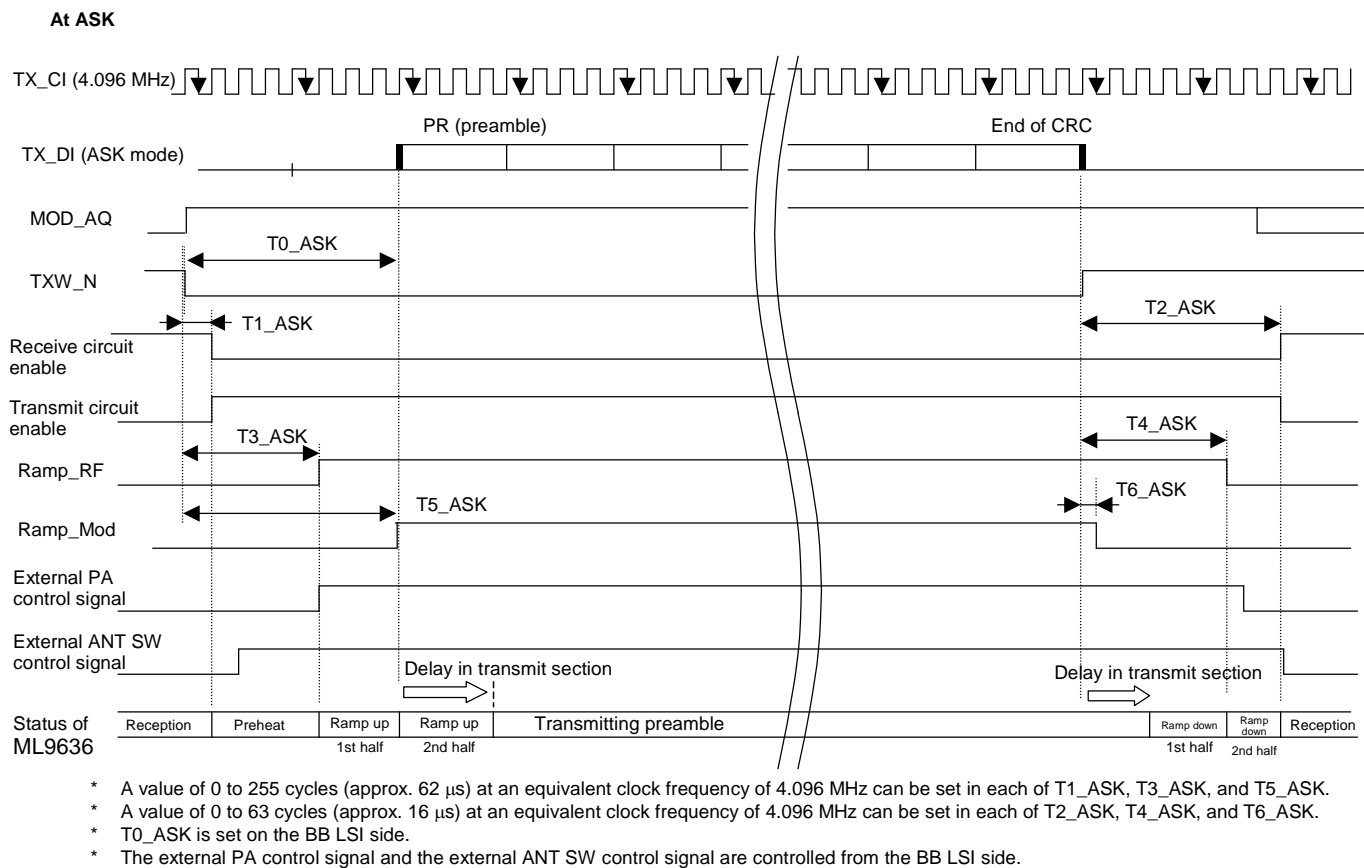 At ASK
TX_CI (4.096 MHz)
PR (preamble)
End of CRC
TX_DI (ASK mode)
MOD_AQ
T0_ASK
TXW_N
T1_ASK
T2_ASK
Receive circuit
enable
Transmit circuit
enable
T3_ASK
T4_ASK
Ramp_RF
T5_ASK
T6_ASK
Ramp_Mod
External PA
control signal
External ANT SW
control signal
Delay in transmit section
Delay in transmit section
Status of
ML9636
Reception
Preheat
Ramp up
1st half
Ramp up
2nd half
Transmitting preamble
Ramp down
1st half
Ramp
down
2nd half
Reception
* A value of 0 to 255 cycles (approx. 62 μs) at an equivalent clock frequency of 4.096 MHz can be set in each of T1_ASK, T3_ASK, and T5_ASK.
* A value of 0 to 63 cycles (approx. 16 μs) at an equivalent clock frequency of 4.096 MHz can be set in each of T2_ASK, T4_ASK, and T6_ASK.
* T0_ASK is set on the BB LSI side.
* The external PA control signal and the external ANT SW control signal are controlled from the BB LSI side.